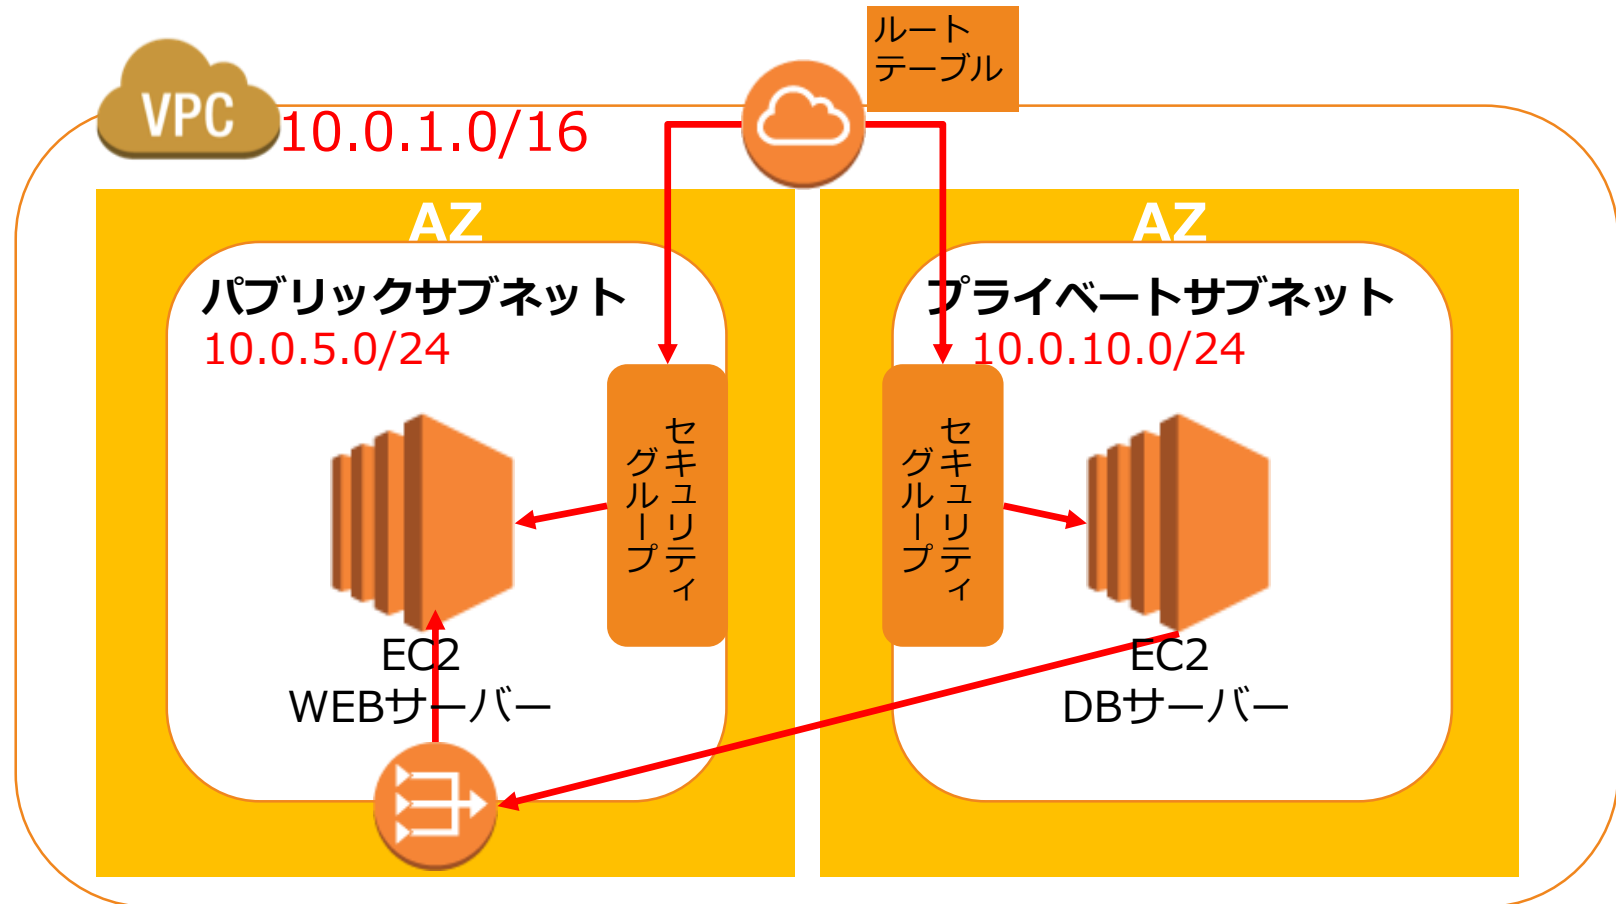 ルート
テーブル
VPC
10.0.1.0/16
AZ
パブリックサブネット
10.0.5.0/24
セキュリティ
グループ
EC2
WEBサーバー
AZ
プライベートサブネット
10.0.10.0/24
セキュリティ
グループ
EC2
DBサーバー